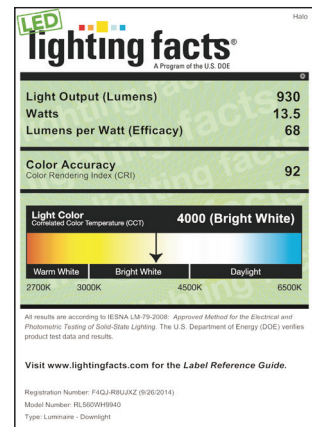 Halo
LED
lighting facts®
A Program of the U.S. DOE
Light Output (Lumens) 930
Watts 13.5
Lumens per Watt (Efficacy) 68
Color Accuracy
Color Rendering Index (CRI) 92
Light Color
Correlated Color Temperature (CCT) 4000 (Bright White)
Warm White Bright White Daylight
2700K 3000K 4500K 6500K
All results are according to IESNA LM-79-2008: Approved Method for the Electrical and
Photometric Testing of Solid-State Lighting. The U.S. Department of Energy (DOE) verifies
product test data and results.
Visit www.lightingfacts.com for the Label Reference Guide.
Registration Number: F4QJ-R8UJXZ (9/26/2014)
Model Number: RL560WH9940
Type: Luminaire - Downlight